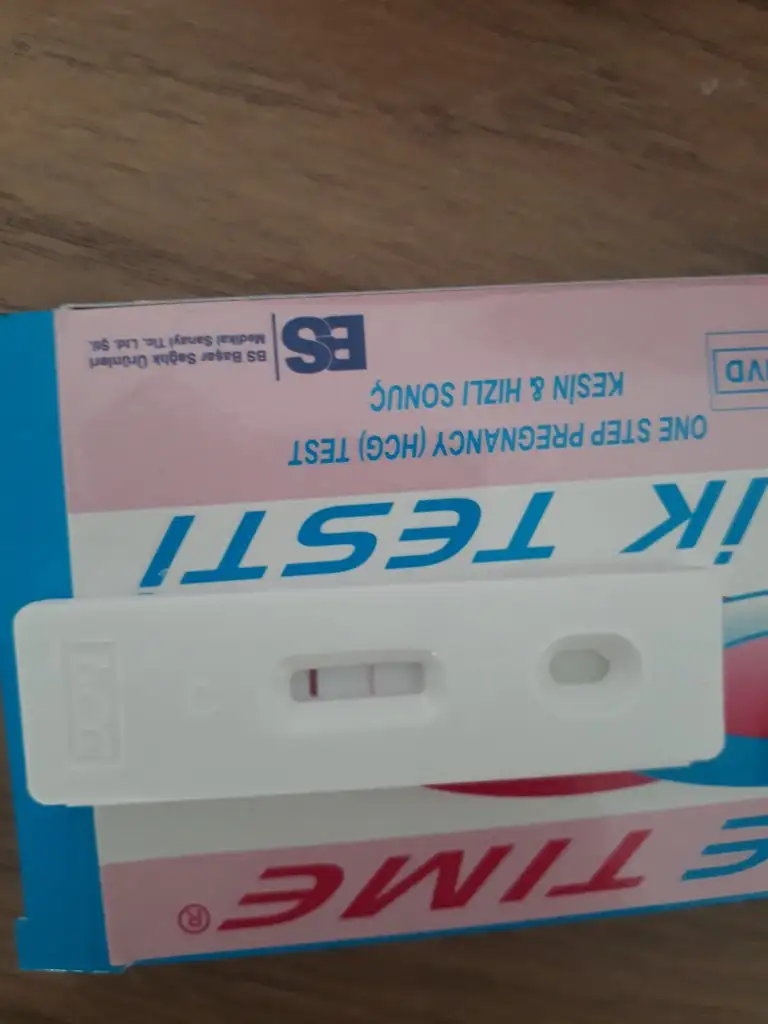 E TIME®
İK TESTİ
ONE STEP PREGNANCY (HCG) TEST
KESİN & HIZLI SONUÇ
IVD
BS
BS Başar Sağlık Ürünleri
Medikal Sanayi Tic. Ltd. Şti.
HCG
C